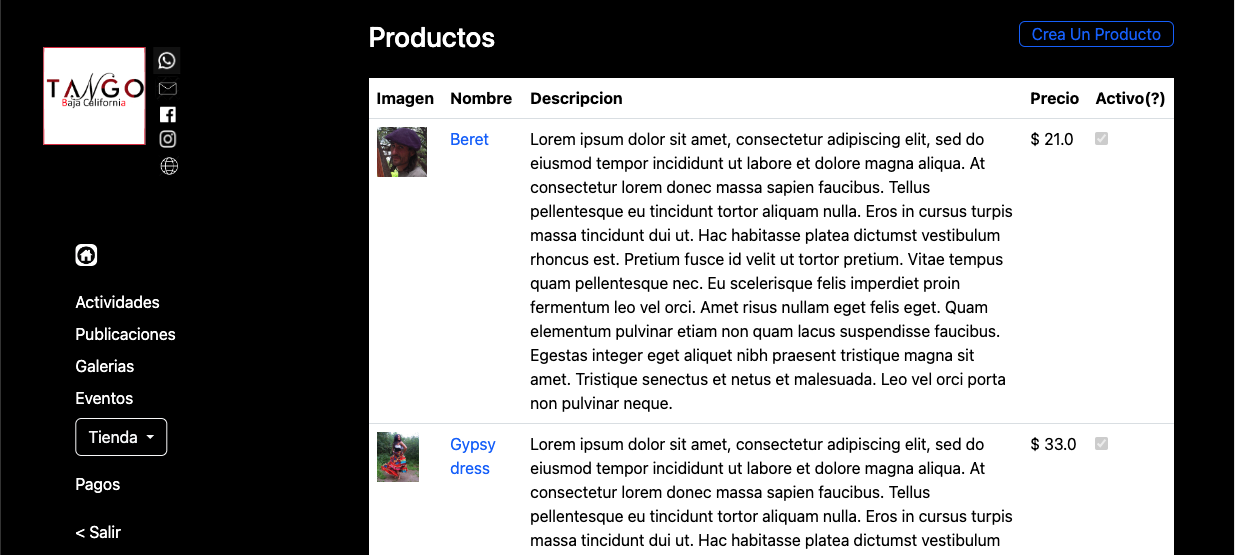 TANGO
Baja California
Actividades
Publicaciones
Galerias
Eventos
Tienda
Pagos
< Salir
Productos
Crea Un Producto
Imagen Nombre Descripcion Precio Activo(?)
Beret
Lorem ipsum dolor sit amet, consectetur adipiscing elit, sed do
eiusmod tempor incididunt ut labore et dolore magna aliqua. At
consectetur lorem donec massa sapien faucibus. Tellus
pellentesque eu tincidunt tortor aliquam nulla. Eros in cursus turpis
massa tincidunt dui ut. Hac habitasse platea dictumst vestibulum
rhoncus est. Pretium fusce id velit ut tortor pretium. Vitae tempus
quam pellentesque nec. Eu scelerisque felis imperdiet proin
fermentum leo vel orci. Amet risus nullam eget felis eget. Quam
elementum pulvinar etiam non quam lacus suspendisse faucibus.
Egestas integer eget aliquet nibh praesent tristique magna sit
amet. Tristique senectus et netus et malesuada. Leo vel orci porta
non pulvinar neque.
$ 21.0
Gypsy
dress
Lorem ipsum dolor sit amet, consectetur adipiscing elit, sed do
eiusmod tempor incididunt ut labore et dolore magna aliqua. At
consectetur lorem donec massa sapien faucibus. Tellus
pellentesque eu tincidunt tortor aliquam nulla. Eros in cursus turpis
massa tincidunt dui ut. Hac habitasse platea dictumst vestibulum
$ 33.0